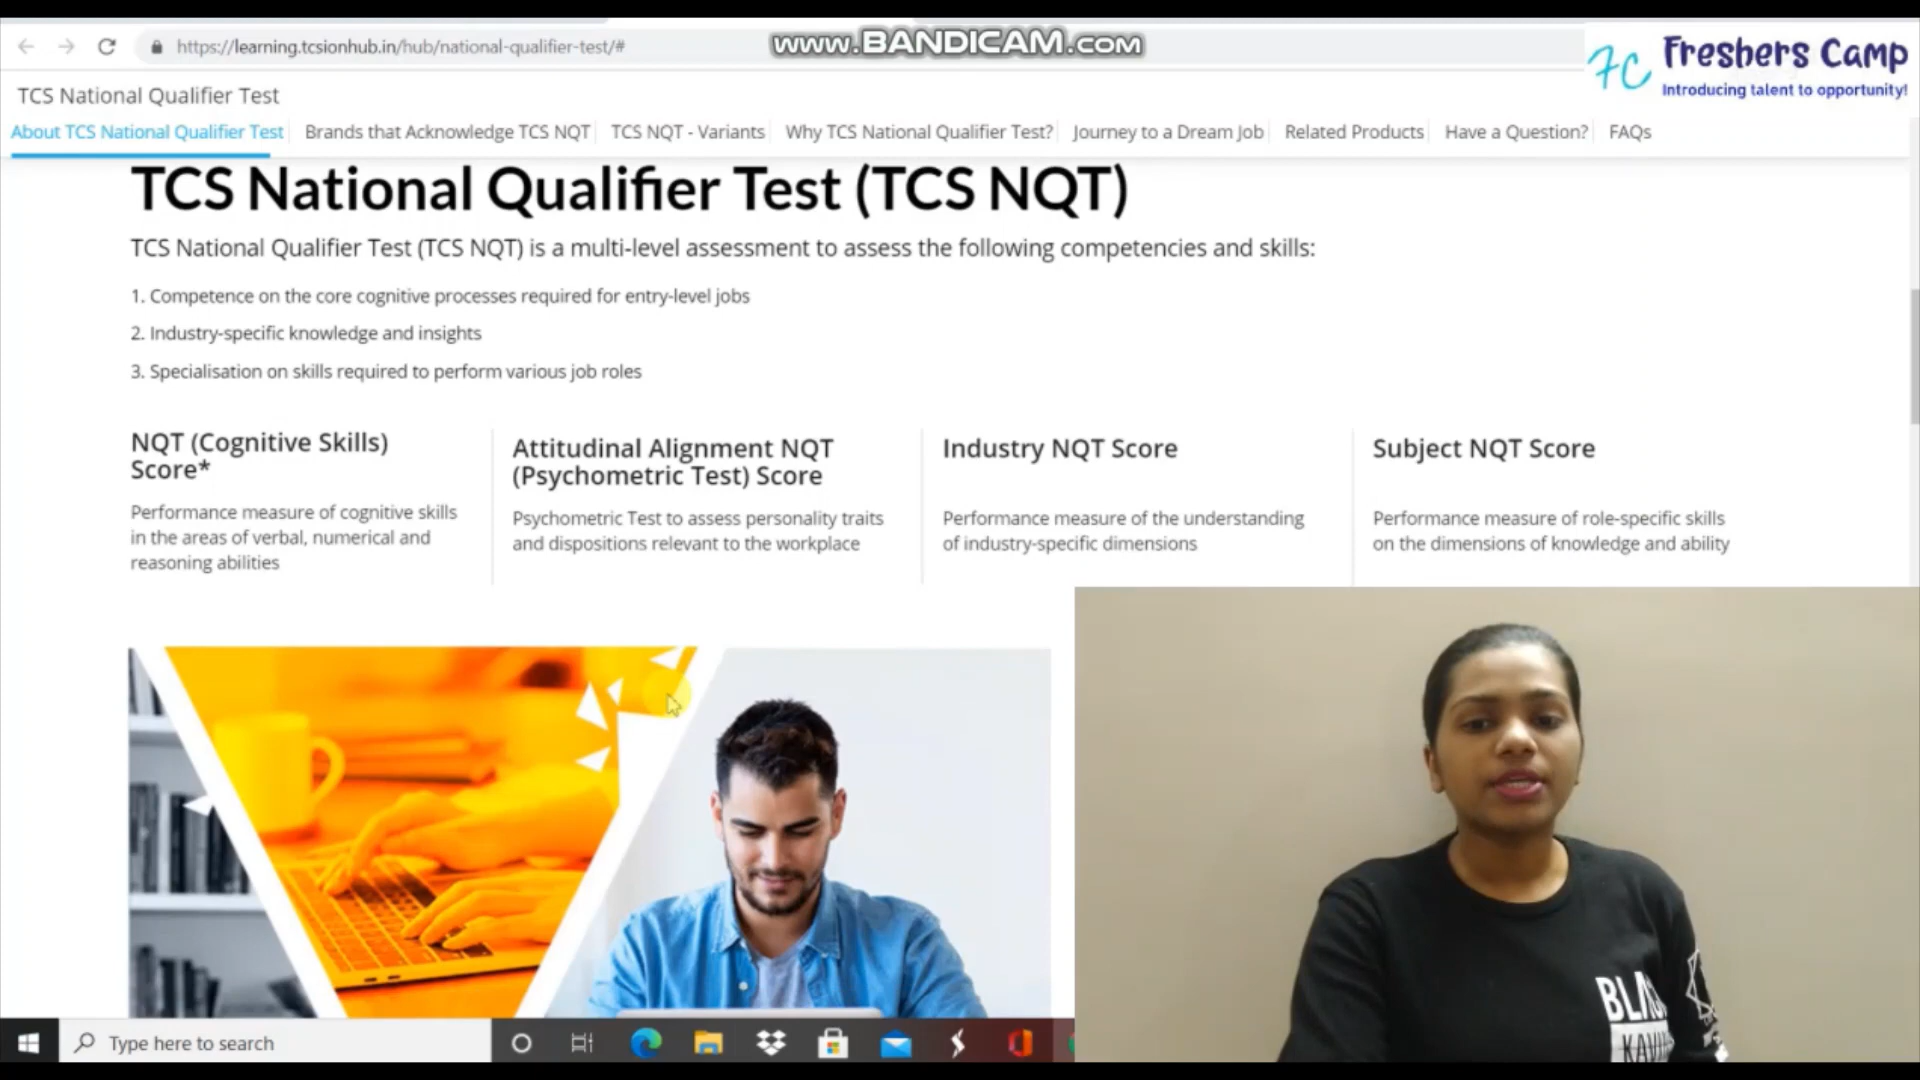 https://learning.tcsionhub.in/hub/national-qualifier-test/#
www.BANDICAM.com
FC
Freshers Camp
Introducing talent to opportunity!
TCS National Qualifier Test
About TCS National Qualifier Test
Brands that Acknowledge TCS NQT
TCS NQT - Variants
Why TCS National Qualifier Test?
Journey to a Dream Job
Related Products
Have a Question?
FAQs
TCS National Qualifier Test (TCS NQT)
TCS National Qualifier Test (TCS NQT) is a multi-level assessment to assess the following competencies and skills:
1. Competence on the core cognitive processes required for entry-level jobs
2. Industry-specific knowledge and insights
3. Specialisation on skills required to perform various job roles
NQT (Cognitive Skills)
Score*
Performance measure of cognitive skills
in the areas of verbal, numerical and
reasoning abilities
Attitudinal Alignment NQT
(Psychometric Test) Score
Psychometric Test to assess personality traits
and dispositions relevant to the workplace
Industry NQT Score
Performance measure of the understanding
of industry-specific dimensions
Subject NQT Score
Performance measure of role-specific skills
on the dimensions of knowledge and ability
Type here to search